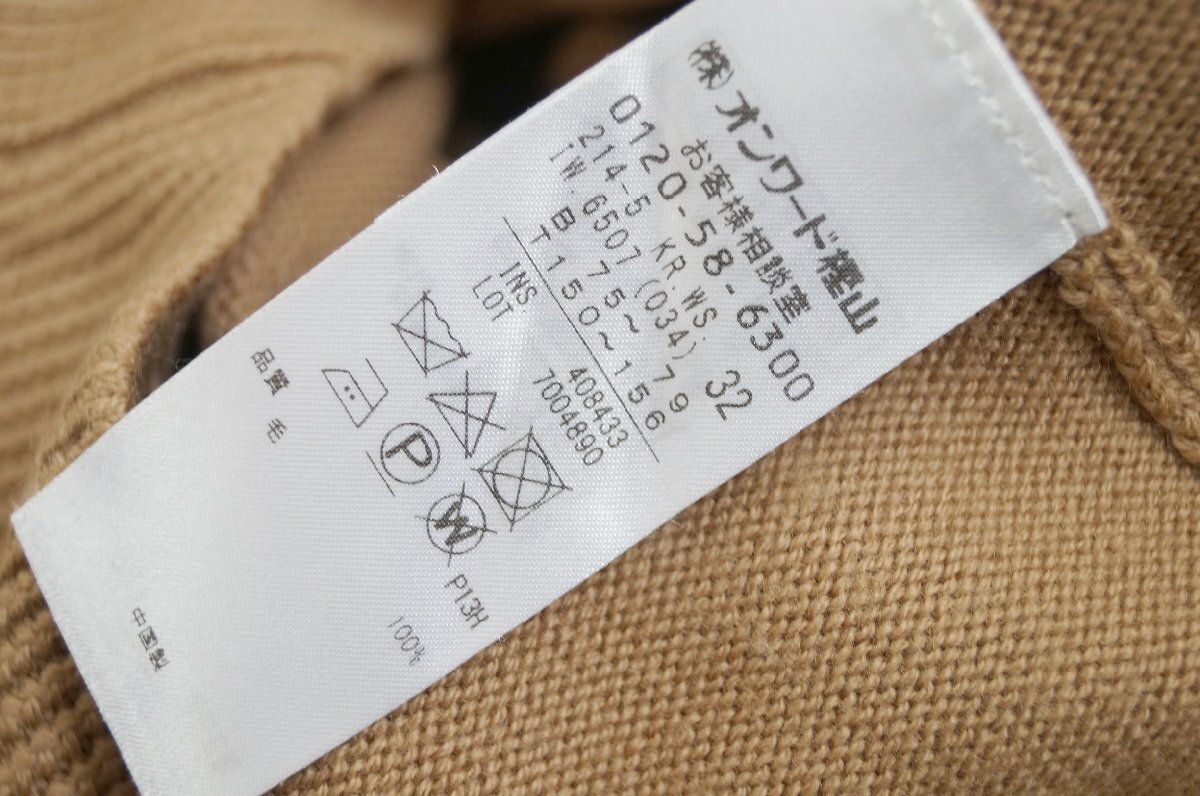 (株)オンワード樫山
お客様相談室
0120-58-6300
214-5 KR.WS. 32
IW.6507(034)
B 75~79
T 150~156
INS 408433
LOT 7004890
P W
P13H
品質 毛 100%
中国製